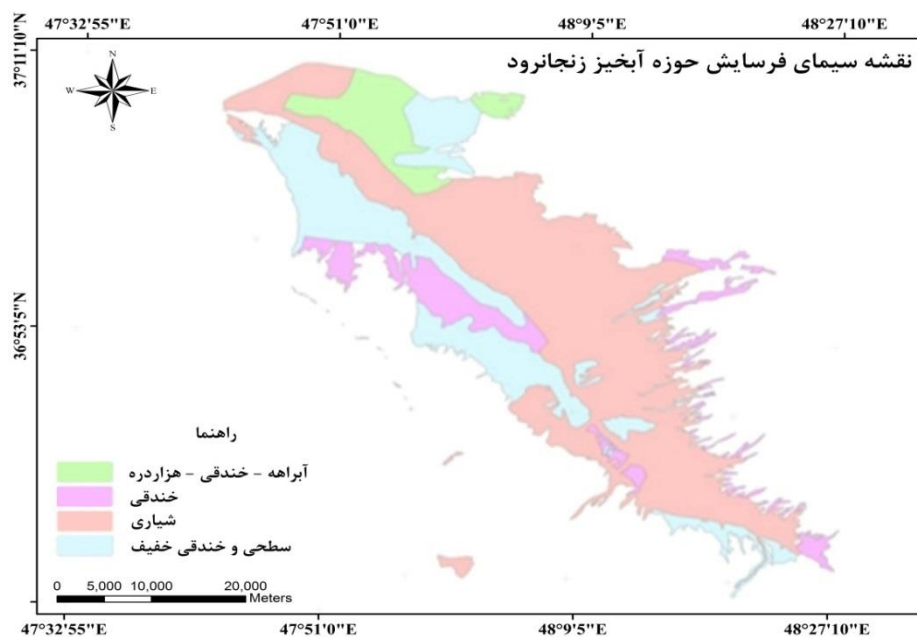 47°32'55"E 47°51'0"E 48°9'5"E 48°27'10"E
37°11'10"N
نقشه سیمای فرسایش حوزه آبخیز زنجانرود
N
W E
S
36°53'5"N
راهنما
آبراهه - خندقی - هزاردره
خندقی
شیاری
سطحی و خندقی خفیف
0 5,000 10,000 20,000
Meters
47°32'55"E 47°51'0"E 48°9'5"E 48°27'10"E